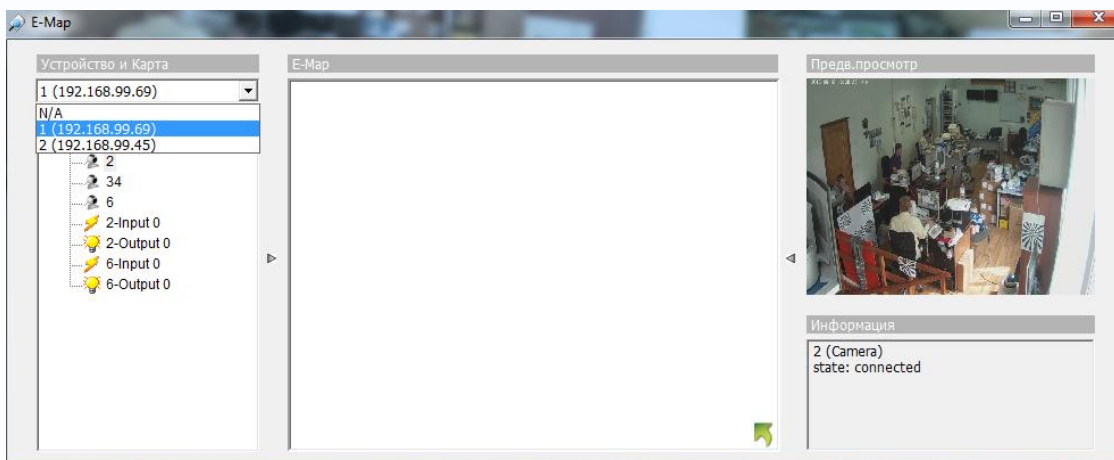 E-Map
Устройство и Карта
1 (192.168.99.69)
N/A
1 (192.168.99.69)
2 (192.168.99.45)
2
34
6
2-Input 0
2-Output 0
6-Input 0
6-Output 0
E-Map
Предв.просмотр
Информация
2 (Camera)
state: connected